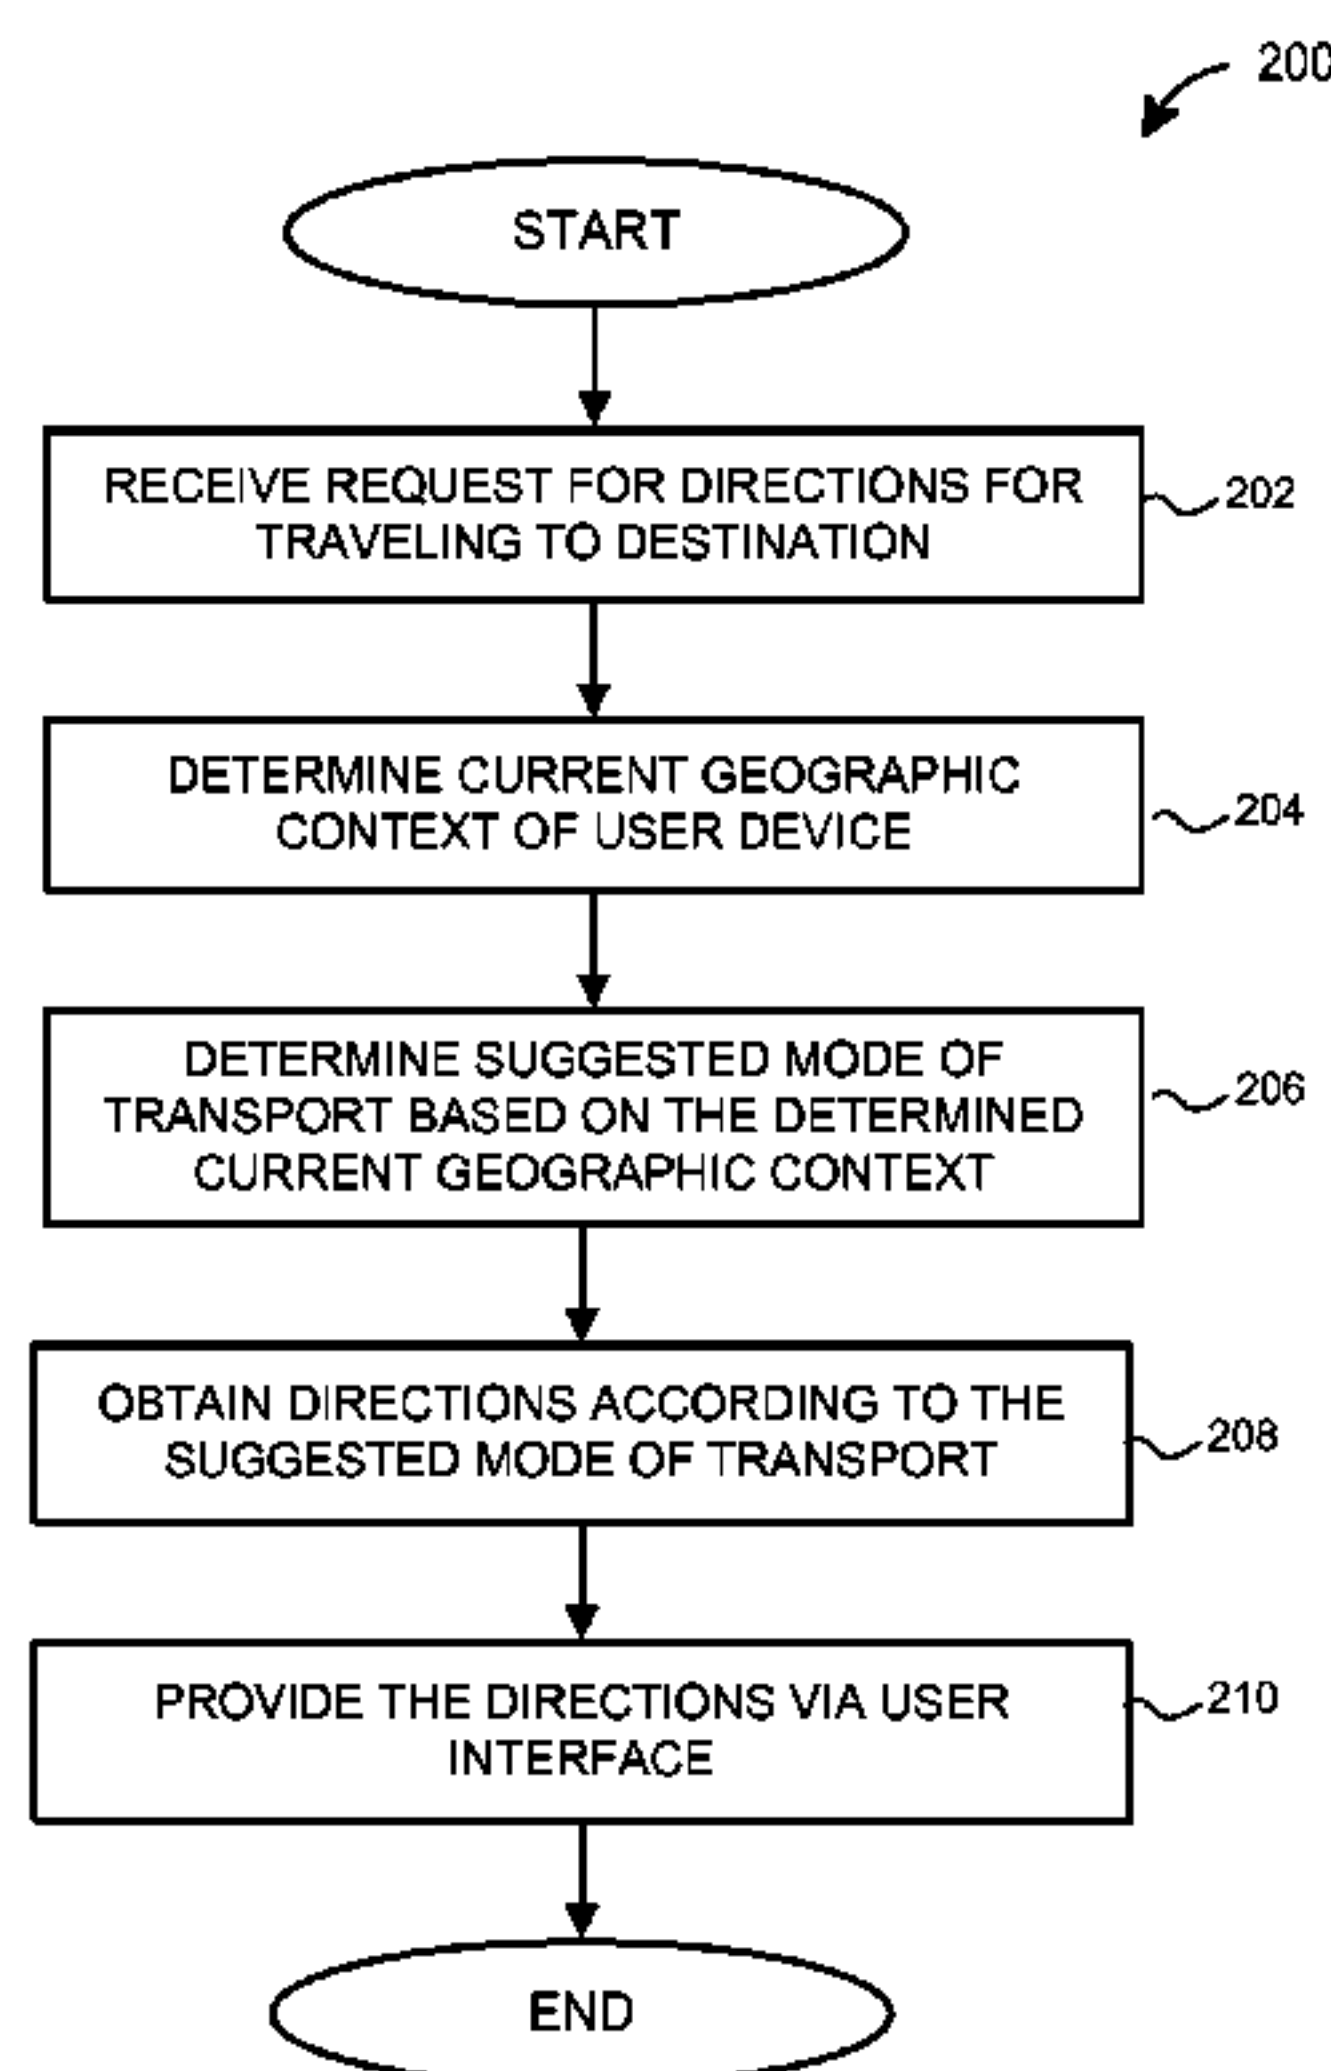 200
START
RECEIVE REQUEST FOR DIRECTIONS FOR
TRAVELING TO DESTINATION
202
DETERMINE CURRENT GEOGRAPHIC
CONTEXT OF USER DEVICE
204
DETERMINE SUGGESTED MODE OF
TRANSPORT BASED ON THE DETERMINED
CURRENT GEOGRAPHIC CONTEXT
206
OBTAIN DIRECTIONS ACCORDING TO THE
SUGGESTED MODE OF TRANSPORT
208
PROVIDE THE DIRECTIONS VIA USER
INTERFACE
210
END